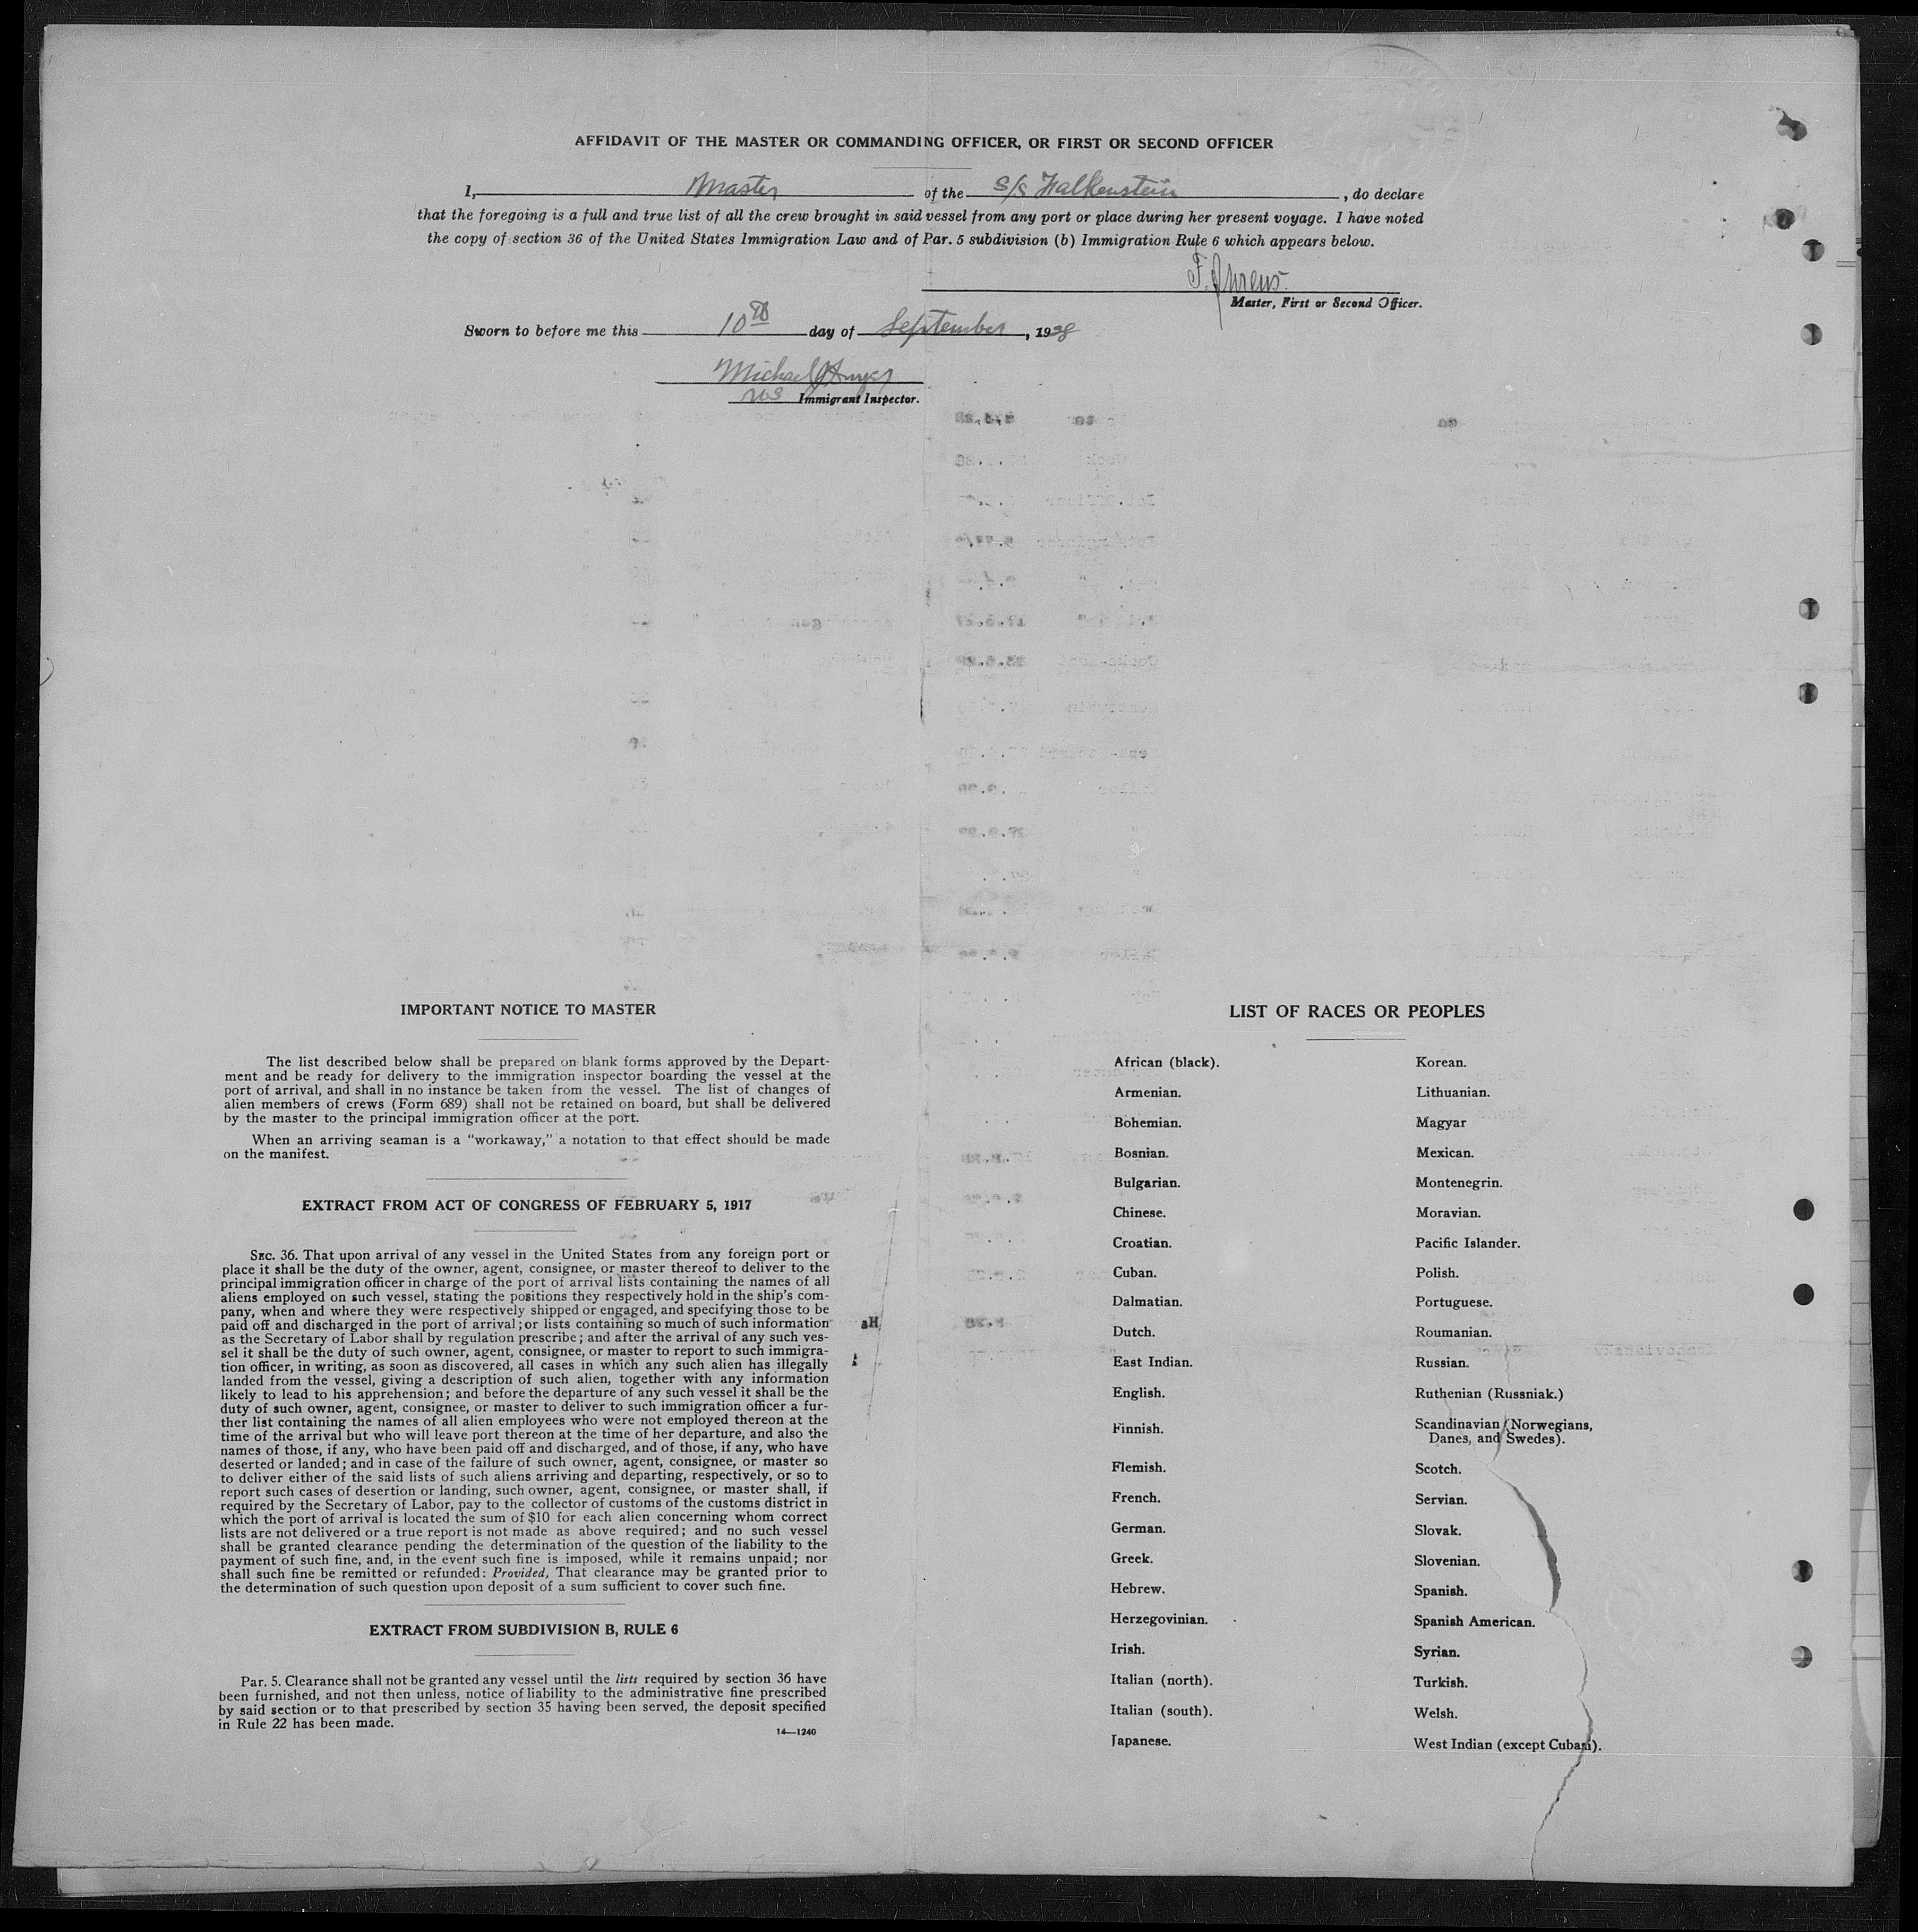 AFFIDAVIT OF THE MASTER OR COMMANDING OFFICER, OR FIRST OR SECOND OFFICER
I, Master of the S/S Falkenstein, do declare
that the foregoing is a full and true list of all the crew brought in said vessel from any port or place during her present voyage. I have noted
the copy of section 36 of the United States Immigration Law and of Par. 5 subdivision (b) Immigration Rule 6 which appears below.
F. Ahrens.
Master, First or Second Officer.
Sworn to before me this 10th day of September, 1928
Michael
US Immigrant Inspector.
IMPORTANT NOTICE TO MASTER
The list described below shall be prepared on blank forms approved by the Depart-
ment and be ready for delivery to the immigration inspector boarding the vessel at the
port of arrival, and shall in no instance be taken from the vessel. The list of changes of
alien members of crews (Form 689) shall not be retained on board, but shall be delivered
by the master to the principal immigration officer at the port.
When an arriving seaman is a "workaway," a notation to that effect should be made
on the manifest.
EXTRACT FROM ACT OF CONGRESS OF FEBRUARY 5, 1917
SEC. 36. That upon arrival of any vessel in the United States from any foreign port or
place it shall be the duty of the owner, agent, consignee, or master thereof to deliver to the
principal immigration officer in charge of the port of arrival lists containing the names of all
aliens employed on such vessel, stating the positions they respectively hold in the ship's com-
pany, when and where they were respectively shipped or engaged, and specifying those to be
paid off and discharged in the port of arrival; or lists containing so much of such information
as the Secretary of Labor shall by regulation prescribe; and after the arrival of any such ves-
sel it shall be the duty of such owner, agent, consignee, or master to report to such immigra-
tion officer, in writing, as soon as discovered, all cases in which any such alien has illegally
landed from the vessel, giving a description of such alien, together with any information
likely to lead to his apprehension; and before the departure of any such vessel it shall be the
duty of such owner, agent, consignee, or master to deliver to such immigration officer a fur-
ther list containing the names of all alien employees who were not employed thereon at the
time of the arrival but who will leave port thereon at the time of her departure, and also the
names of those, if any, who have been paid off and discharged, and of those, if any, who have
deserted or landed; and in case of the failure of such owner, agent, consignee, or master so
to deliver either of the said lists of such aliens arriving and departing, respectively, or so to
report such cases of desertion or landing, such owner, agent, consignee, or master shall, if
required by the Secretary of Labor, pay to the collector of customs of the customs district in
which the port of arrival is located the sum of $10 for each alien concerning whom correct
lists are not delivered or a true report is not made as above required; and no such vessel
shall be granted clearance pending the determination of the question of the liability to the
payment of such fine, and, in the event such fine is imposed, while it remains unpaid; nor
shall such fine be remitted or refunded: Provided, That clearance may be granted prior to
the determination of such question upon deposit of a sum sufficient to cover such fine.
EXTRACT FROM SUBDIVISION B, RULE 6
Par. 5. Clearance shall not be granted any vessel until the lists required by section 36 have
been furnished, and not then unless, notice of liability to the administrative fine prescribed
by said section or to that prescribed by section 35 having been served, the deposit specified
in Rule 22 has been made.
14—1240
LIST OF RACES OR PEOPLES
African (black).
Armenian.
Bohemian.
Bosnian.
Bulgarian.
Chinese.
Croatian.
Cuban.
Dalmatian.
Dutch.
East Indian.
English.
Finnish.
Flemish.
French.
German.
Greek.
Hebrew.
Herzegovinian.
Irish.
Italian (north).
Italian (south).
Japanese.
Korean.
Lithuanian.
Magyar
Mexican.
Montenegrin.
Moravian.
Pacific Islander.
Polish.
Portuguese.
Roumanian.
Russian.
Ruthenian (Russniak.)
Scandinavian (Norwegians,
Danes, and Swedes).
Scotch.
Servian.
Slovak.
Slovenian.
Spanish.
Spanish American.
Syrian.
Turkish.
Welsh.
West Indian (except Cuban).